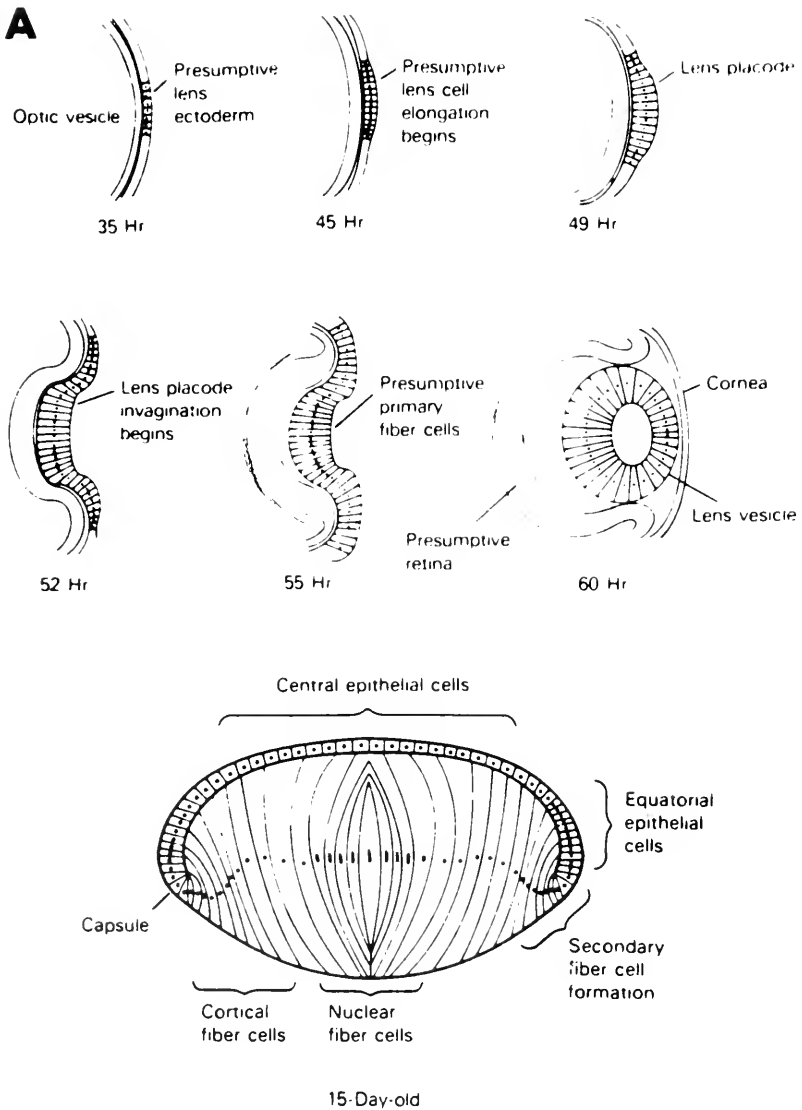 A
Optic vesicle
Presumptive
lens
ectoderm
35 Hr
Presumptive
lens cell
elongation
begins
45 Hr
Lens placode
49 Hr
Lens placode
invagination
begins
52 Hr
Presumptive
primary
fiber cells
55 Hr
Presumptive
retina
Cornea
Lens vesicle
60 Hr
Central epithelial cells
Equatorial
epithelial
cells
Capsule
Secondary
fiber cell
formation
Cortical
fiber cells
Nuclear
fiber cells
15-Day-old